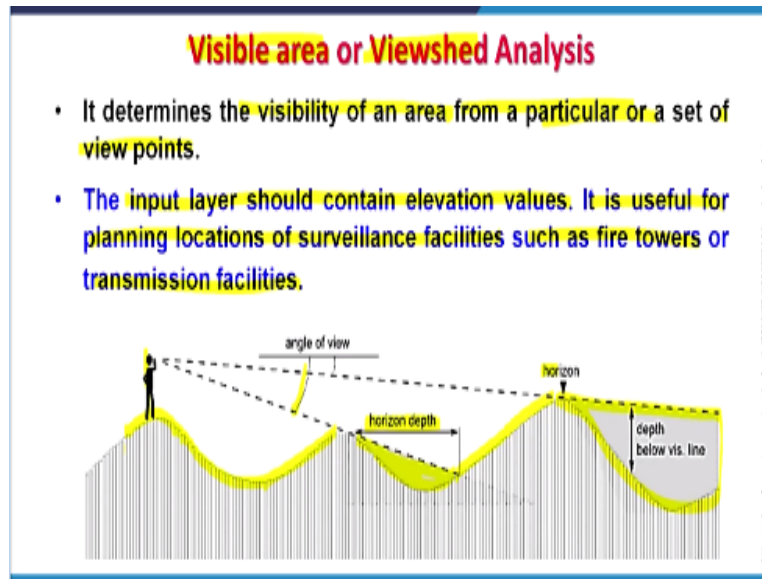 Visible area or Viewshed Analysis
• It determines the visibility of an area from a particular or a set of
view points.
• The input layer should contain elevation values. It is useful for
planning locations of surveillance facilities such as fire towers or
transmission facilities.
angle of view
horizon
horizon depth
depth
below vis. line